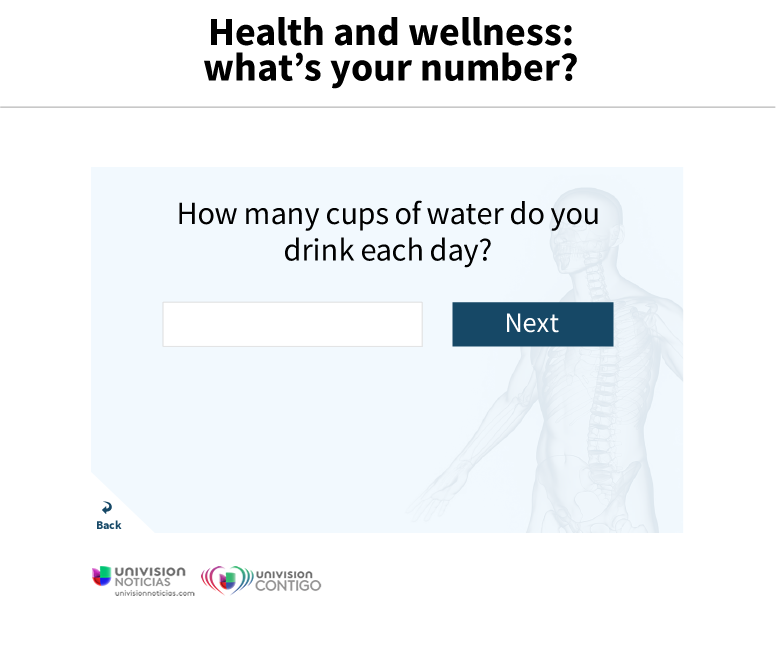 Health and wellness:
what's your number?
How many cups of water do you
drink each day?
Next
Back
UNIVISION
NOTICIAS
univisionnoticias.com
UNIVISION
CONTIGO